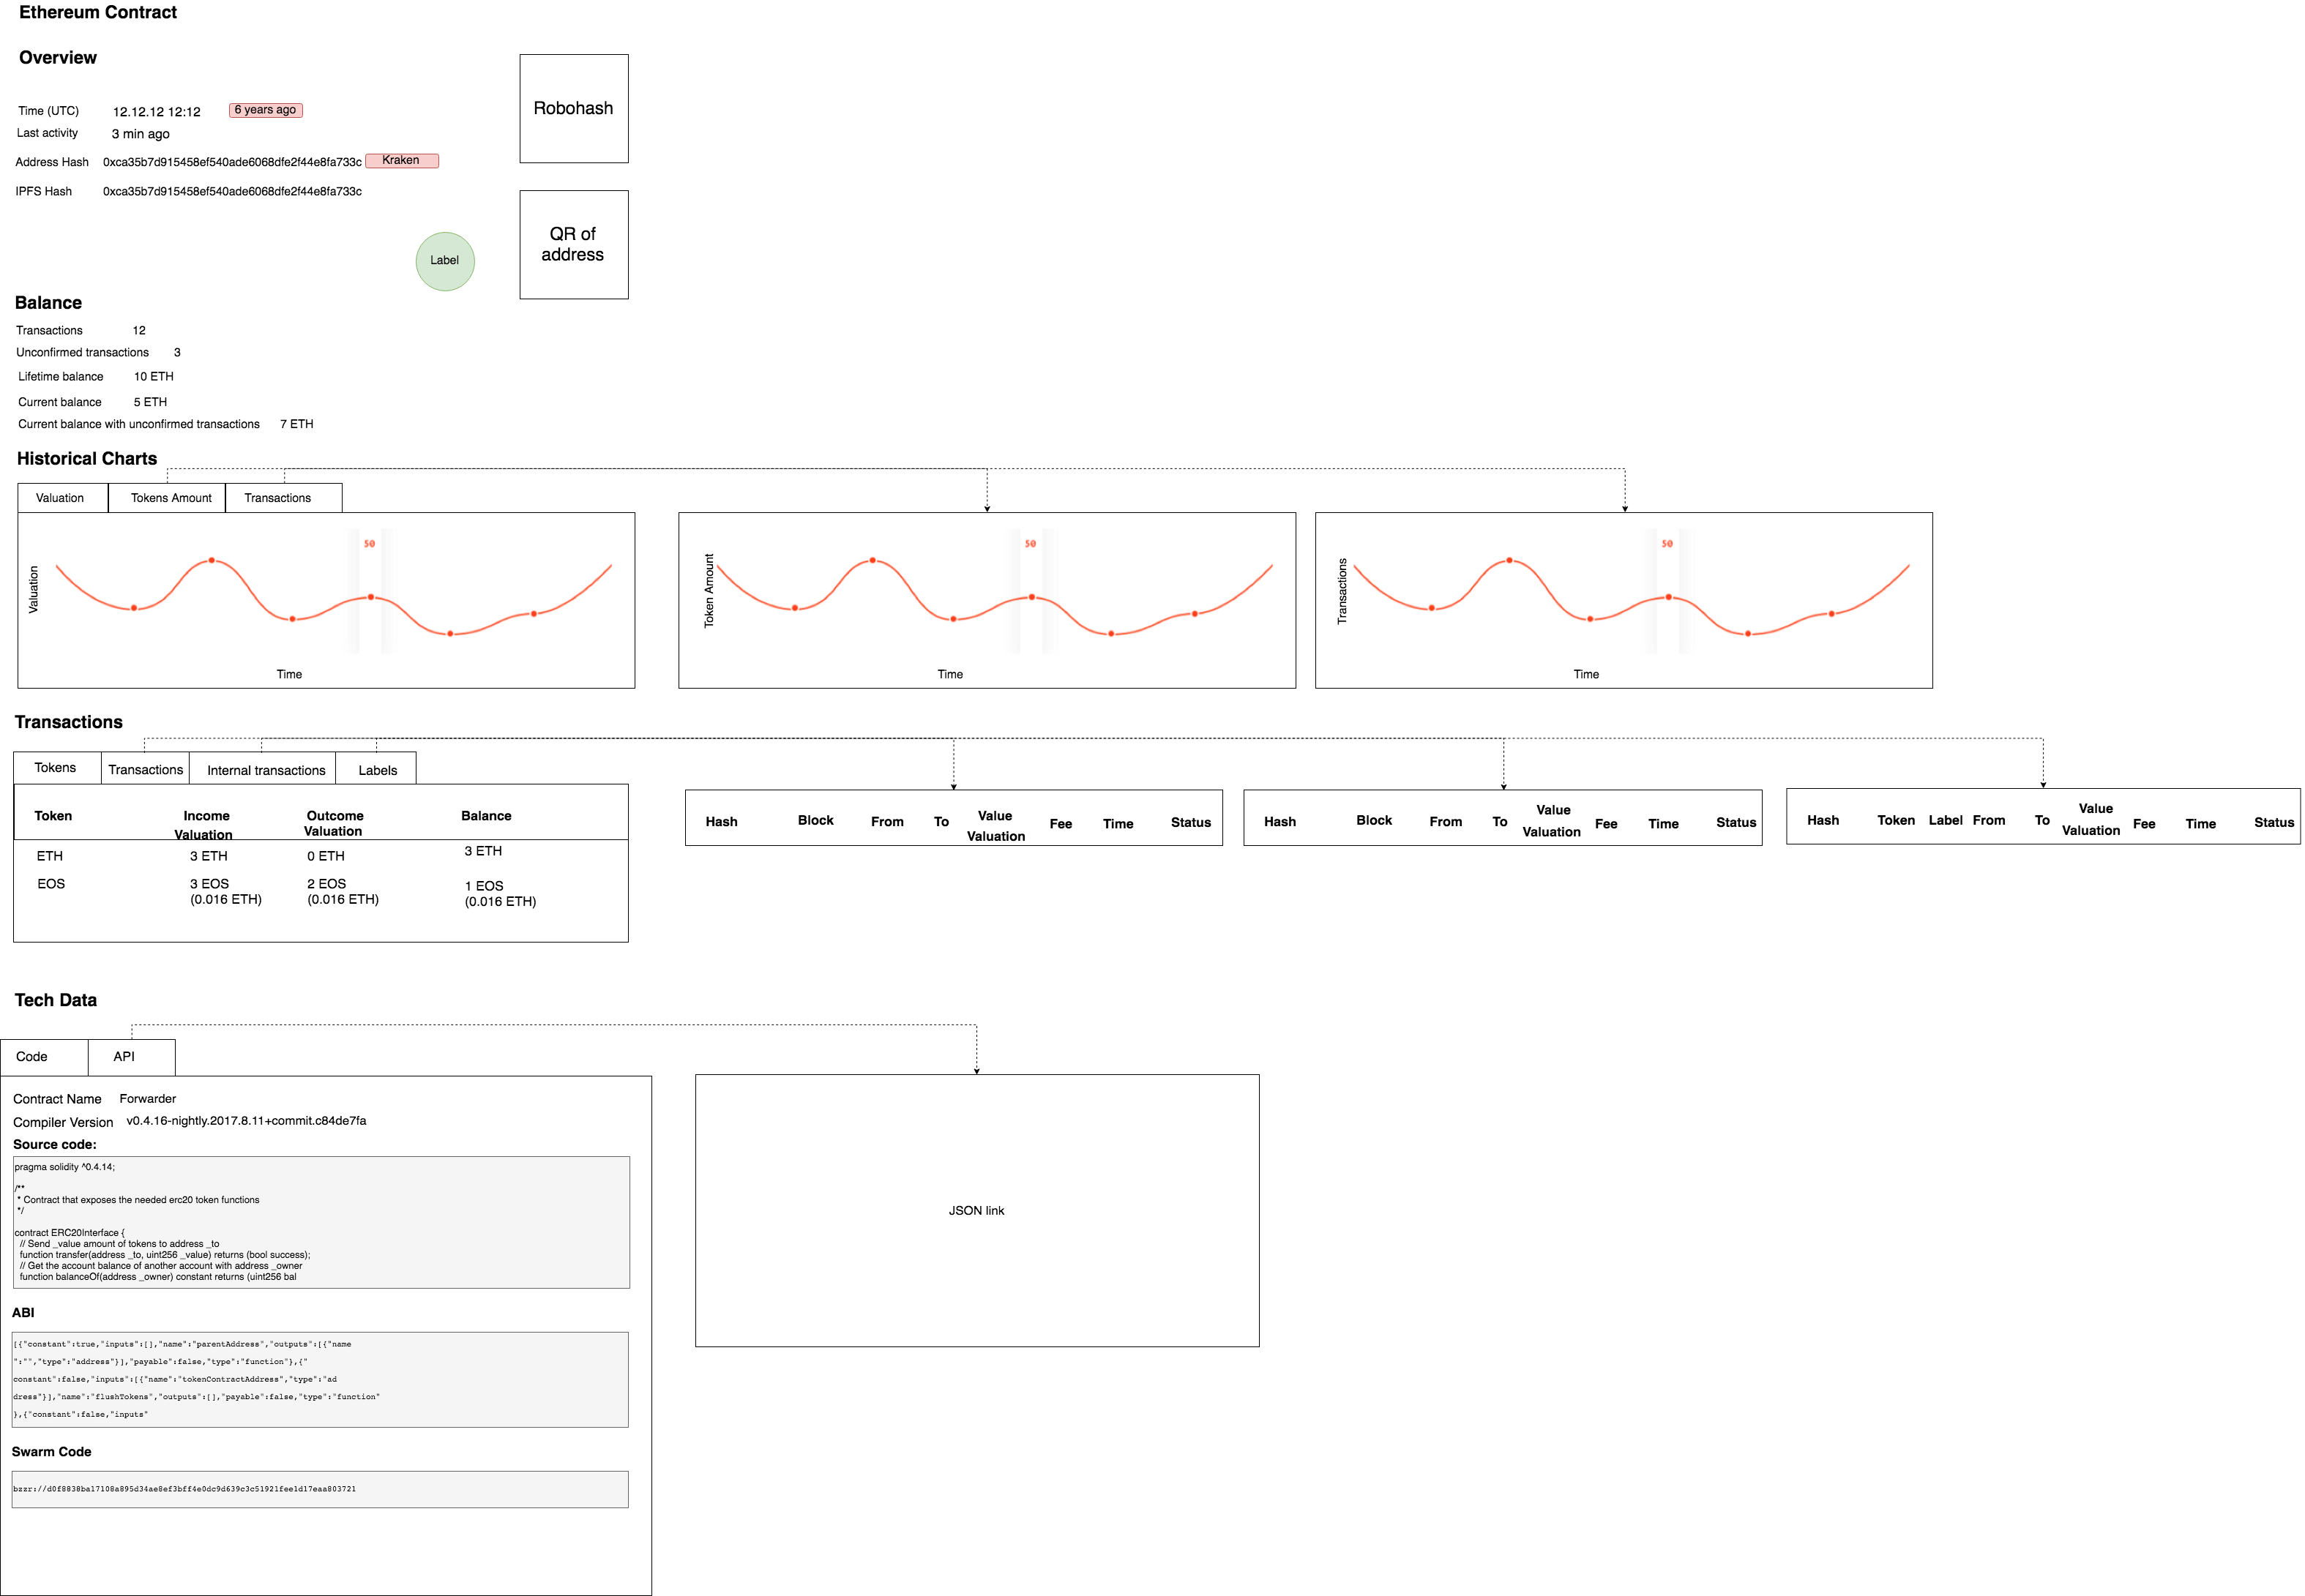 Ethereum Contract
Overview
Time (UTC) 12.12.12 12:12 6 years ago
Last activity 3 min ago
Address Hash 0xca35b7d915458ef540ade6068dfe2f44e8fa733c Kraken
IPFS Hash 0xca35b7d915458ef540ade6068dfe2f44e8fa733c
Robohash
QR of
address
Label
Balance
Transactions 12
Unconfirmed transactions 3
Lifetime balance 10 ETH
Current balance 5 ETH
Current balance with unconfirmed transactions 7 ETH
Historical Charts
Valuation Tokens Amount Transactions
50
Valuation
Time
50
Token Amount
Time
50
Transactions
Time
Transactions
Tokens Transactions Internal transactions Labels
Token Income Outcome Balance
Valuation Valuation
ETH 3 ETH 0 ETH 3 ETH
EOS 3 EOS 2 EOS 1 EOS
(0.016 ETH) (0.016 ETH) (0.016 ETH)
Hash Block From To Value Fee Time Status
Valuation
Hash Block From To Value Fee Time Status
Valuation
Hash Token Label From To Value Fee Time Status
Valuation
Tech Data
Code API
Contract Name Forwarder
Compiler Version v0.4.16-nightly.2017.8.11+commit.c84de7fa
Source code:
pragma solidity ^0.4.14;
/**
* Contract that exposes the needed erc20 token functions
*/
contract ERC20Interface {
// Send _value amount of tokens to address _to
function transfer(address _to, uint256 _value) returns (bool success);
// Get the account balance of another account with address _owner
function balanceOf(address _owner) constant returns (uint256 bal
ABI
[{"constant":true,"inputs":[],"name":"parentAddress","outputs":[{"name
":"","type":"address"}],"payable":false,"type":"function"},{"
constant":false,"inputs":[{"name":"tokenContractAddress","type":"ad
dress"}],"name":"flushTokens","outputs":[],"payable":false,"type":"function"
},{"constant":false,"inputs"
Swarm Code
bzzr://d0f8838ba17108a895d34ae8ef3bff4e0dc9d639c3c51921fee1d17eaa803721
JSON link